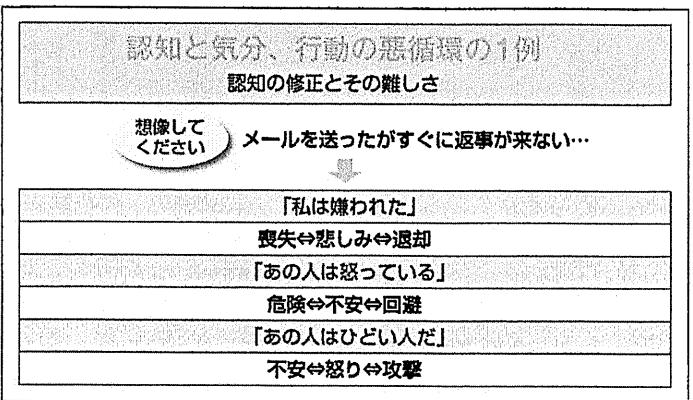 認知と気分、行動の悪循環の1例
認知の修正とその難しさ
想像して
ください
メールを送ったがすぐに返事が来ない…
「私は嫌われた」
喪失⇔悲しみ⇔退却
「あの人は怒っている」
危険⇔不安⇔回避
「あの人はひどい人だ」
不安⇔怒り⇔攻撃